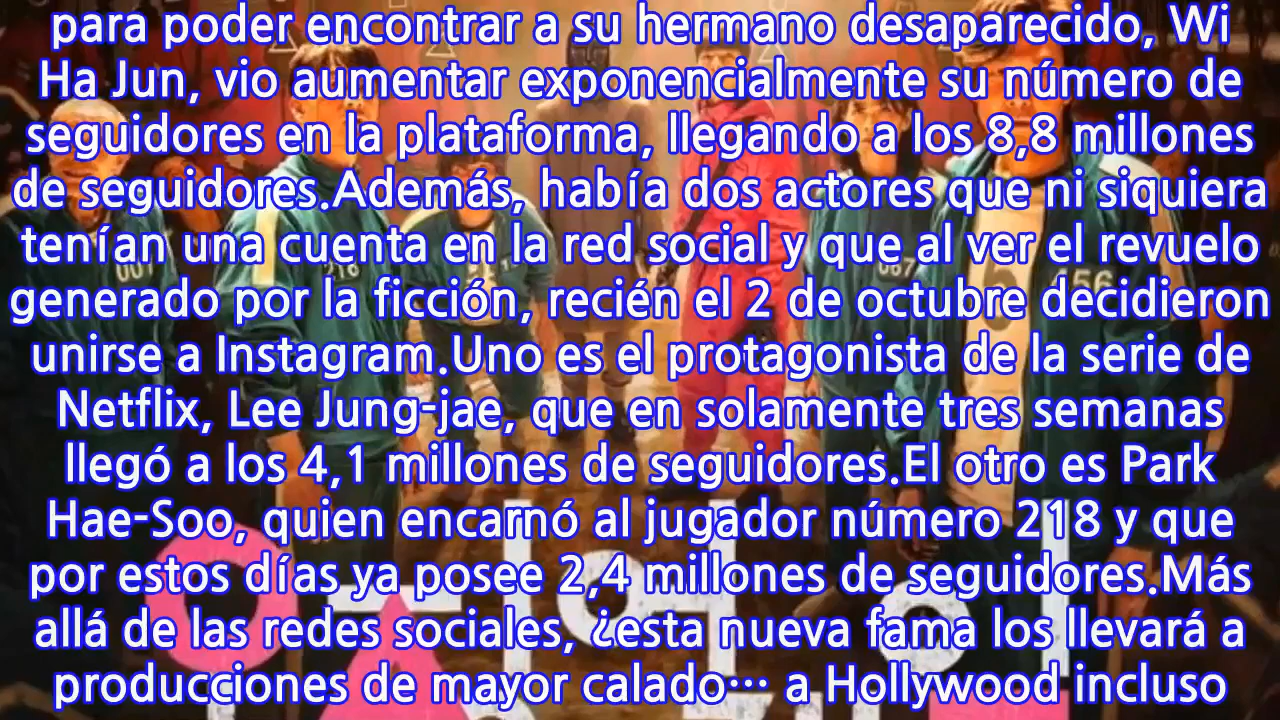 para poder encontrar a su hermano desaparecido, Wi
Ha Jun, vio aumentar exponencialmente su número de
seguidores en la plataforma, llegando a los 8,8 millones
de seguidores.Además, había dos actores que ni siquiera
tenían una cuenta en la red social y que al ver el revuelo
generado por la ficción, recién el 2 de octubre decidieron
unirse a Instagram.Uno es el protagonista de la serie de
Netflix, Lee Jung-jae, que en solamente tres semanas
llegó a los 4,1 millones de seguidores.El otro es Park
Hae-Soo, quien encarnó al jugador número 218 y que
por estos días ya posee 2,4 millones de seguidores.Más
allá de las redes sociales, ¿esta nueva fama los llevará a
producciones de mayor calado… a Hollywood incluso
001
218
067
456